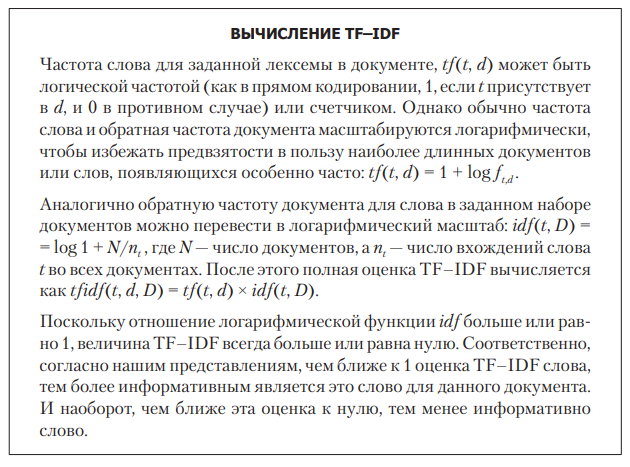 ВЫЧИСЛЕНИЕ TF–IDF
Частота слова для заданной лексемы в документе, tf(t, d) может быть
логической частотой (как в прямом кодировании, 1, если t присутствует
в d, и 0 в противном случае) или счетчиком. Однако обычно частота
слова и обратная частота документа масштабируются логарифмически,
чтобы избежать предвзятости в пользу наиболее длинных документов
или слов, появляющихся особенно часто: tf(t, d) = 1 + log f_{t,d}.
Аналогично обратную частоту документа для слова в заданном наборе
документов можно перевести в логарифмический масштаб: idf(t, D) =
= log 1 + N/n_t, где N — число документов, а n_t — число вхождений слова
t во всех документах. После этого полная оценка TF–IDF вычисляется
как tfidf(t, d, D) = tf(t, d) × idf(t, D).
Поскольку отношение логарифмической функции idf больше или рав-
но 1, величина TF–IDF всегда больше или равна нулю. Соответственно,
согласно нашим представлениям, чем ближе к 1 оценка TF–IDF слова,
тем более информативным является это слово для данного документа.
И наоборот, чем ближе эта оценка к нулю, тем менее информативно
слово.